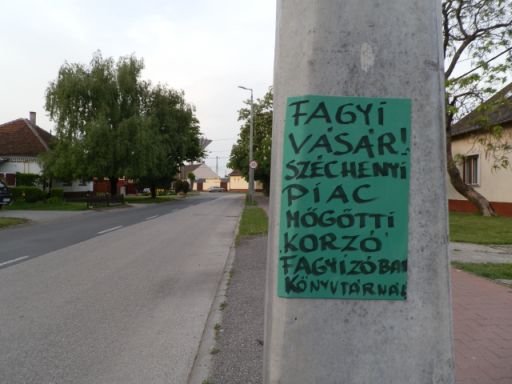 FAGYI
VÁSÁR!
SZÉCHENYI
PIAC
MÖGÖTTI
KORZÓ
FAGYIZÓBAN
KÖNYVTÁRNÁL